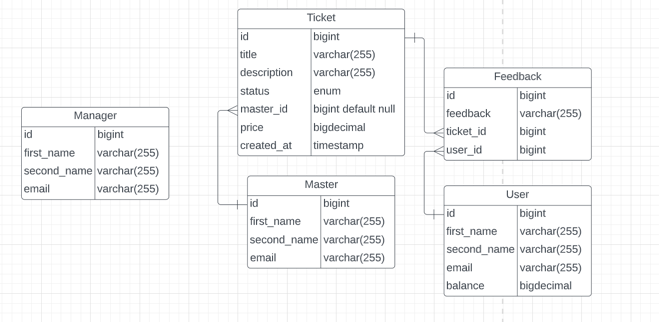 Ticket
id bigint
title varchar(255)
description varchar(255)
status enum
master_id bigint default null
price bigdecimal
created_at timestamp
Feedback
id bigint
feedback varchar(255)
ticket_id bigint
user_id bigint
Manager
id bigint
first_name varchar(255)
second_name varchar(255)
email varchar(255)
Master
id bigint
first_name varchar(255)
second_name varchar(255)
email varchar(255)
User
id bigint
first_name varchar(255)
second_name varchar(255)
email varchar(255)
balance bigdecimal